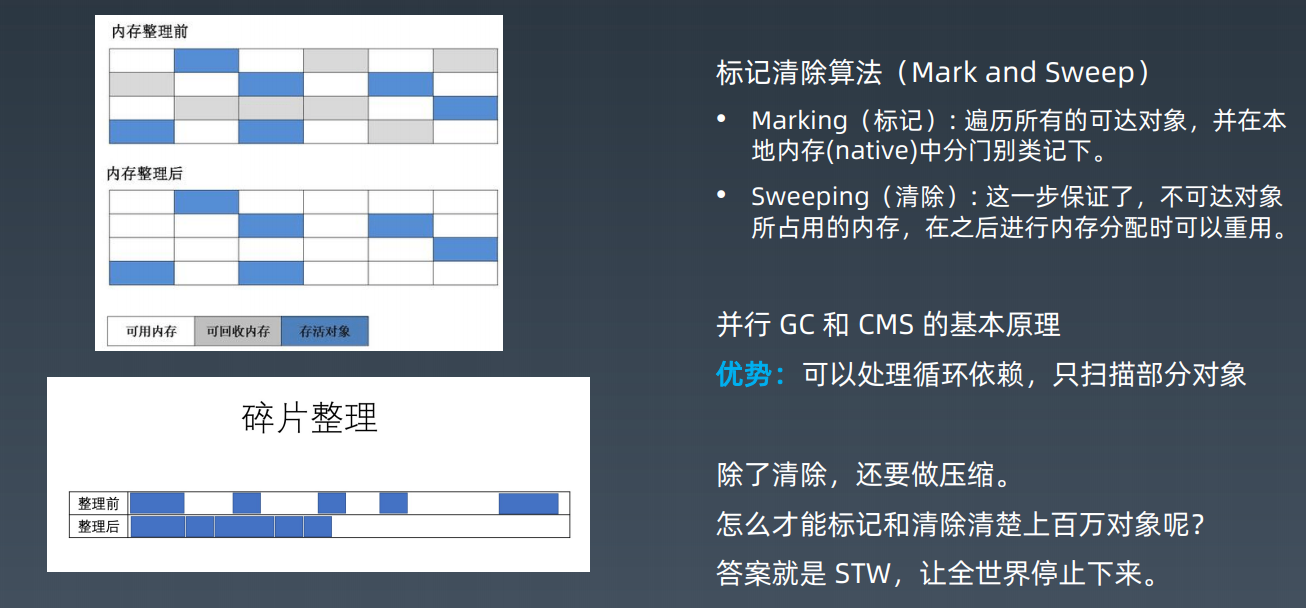 内存整理前
内存整理后
可用内存
可回收内存
存活对象
碎片整理
整理前
整理后
标记清除算法（Mark and Sweep）
• Marking（标记）: 遍历所有的可达对象，并在本
地内存(native)中分门别类记下。
• Sweeping（清除）: 这一步保证了，不可达对象
所占用的内存，在之后进行内存分配时可以重用。
并行 GC 和 CMS 的基本原理
优势：可以处理循环依赖，只扫描部分对象
除了清除，还要做压缩。
怎么才能标记和清除清楚上百万对象呢?
答案就是 STW，让全世界停止下来。